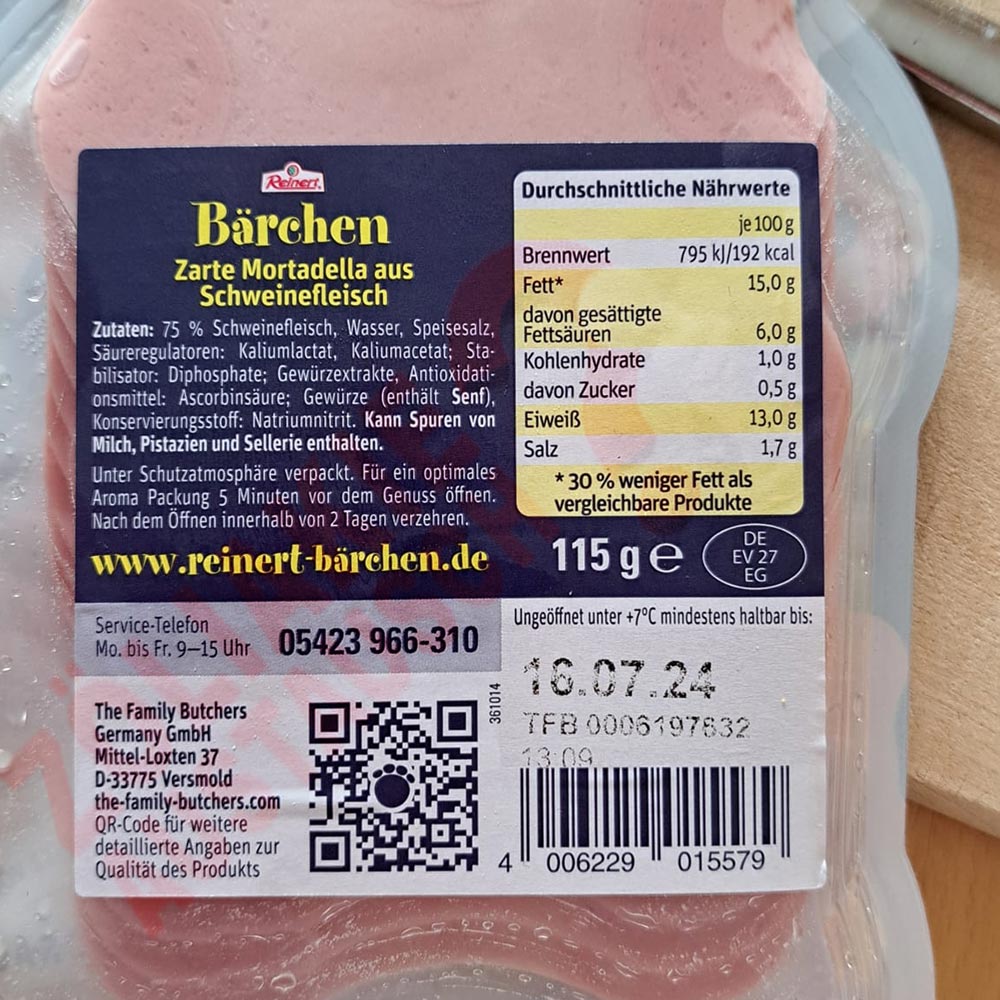 Reinert
Bärchen
Zarte Mortadella aus
Schweinefleisch
Zutaten: 75 % Schweinefleisch, Wasser, Speisesalz,
Säureregulatoren: Kaliumlactat, Kaliumacetat; Sta-
bilisator: Diphosphate; Gewürzextrakte, Antioxidati-
onsmittel: Ascorbinsäure; Gewürze (enthält Senf),
Konservierungsstoff: Natriumnitrit. Kann Spuren von
Milch, Pistazien und Sellerie enthalten.
Unter Schutzatmosphäre verpackt. Für ein optimales
Aroma Packung 5 Minuten vor dem Genuss öffnen.
Nach dem Öffnen innerhalb von 2 Tagen verzehren.
www.reinert-bärchen.de
Durchschnittliche Nährwerte
je 100 g
Brennwert 795 kJ/192 kcal
Fett* 15,0 g
davon gesättigte
Fettsäuren 6,0 g
Kohlenhydrate 1,0 g
davon Zucker 0,5 g
Eiweiß 13,0 g
Salz 1,7 g
* 30 % weniger Fett als
vergleichbare Produkte
115 g e
DE
EV 27
EG
Service-Telefon
Mo. bis Fr. 9–15 Uhr 05423 966-310
Ungeöffnet unter +7°C mindestens haltbar bis:
16.07.24
TFB 0006197632
13:09
The Family Butchers
Germany GmbH
Mittel-Loxten 37
D-33775 Versmold
the-family-butchers.com
QR-Code für weitere
detaillierte Angaben zur
Qualität des Produkts
361014
4 006229 015579